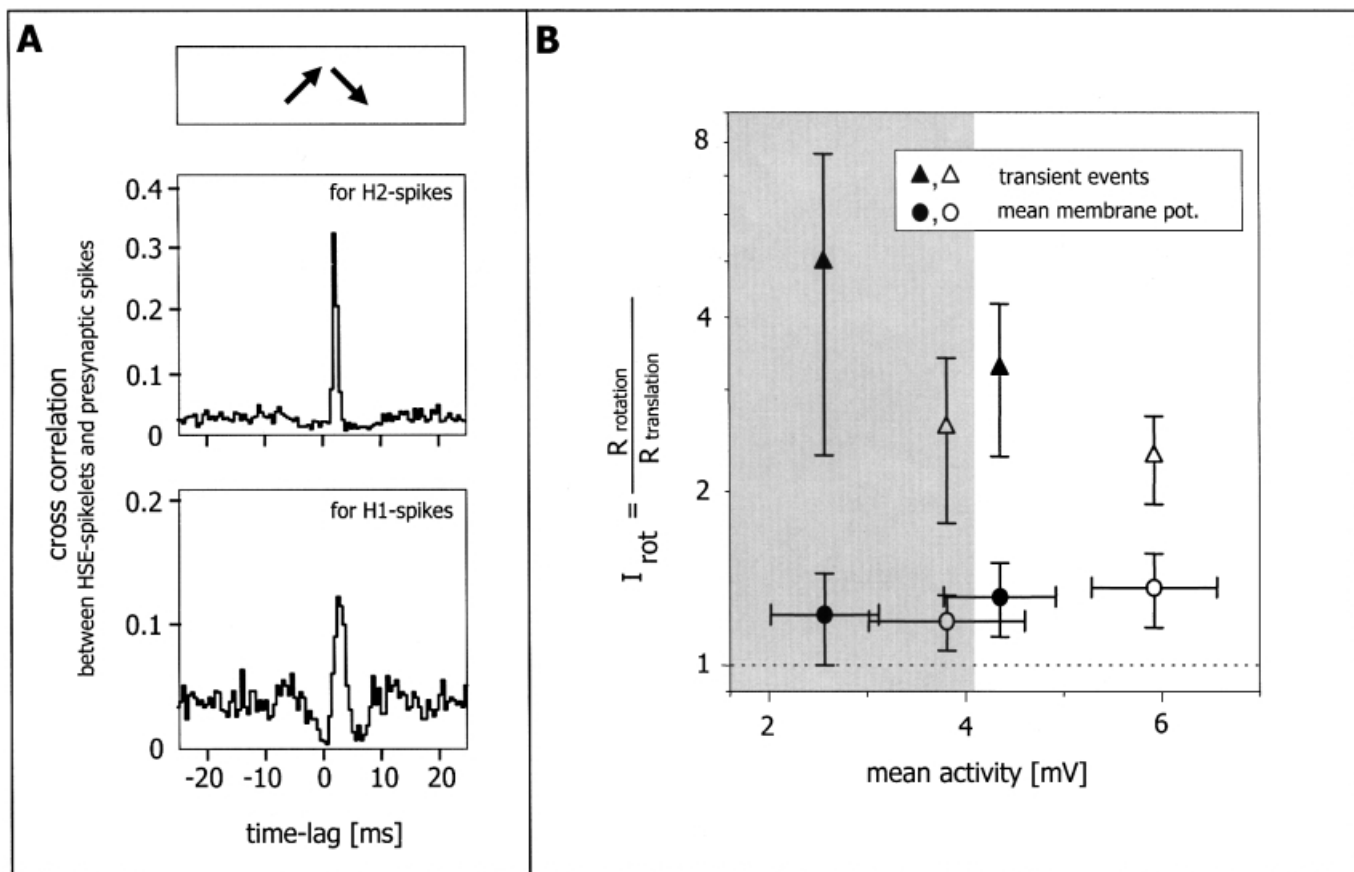 A
for H2-spikes
0.4
0.3
0.2
0.1
0
cross correlation
between HSE-spikelets and presynaptic spikes
for H1-spikes
0.2
0.1
0
-20 -10 0 10 20
time-lag [ms]
B
8
4
2
1
▲,△ transient events
●,○ mean membrane pot.
I rot = R rotation
R translation
2 4 6
mean activity [mV]